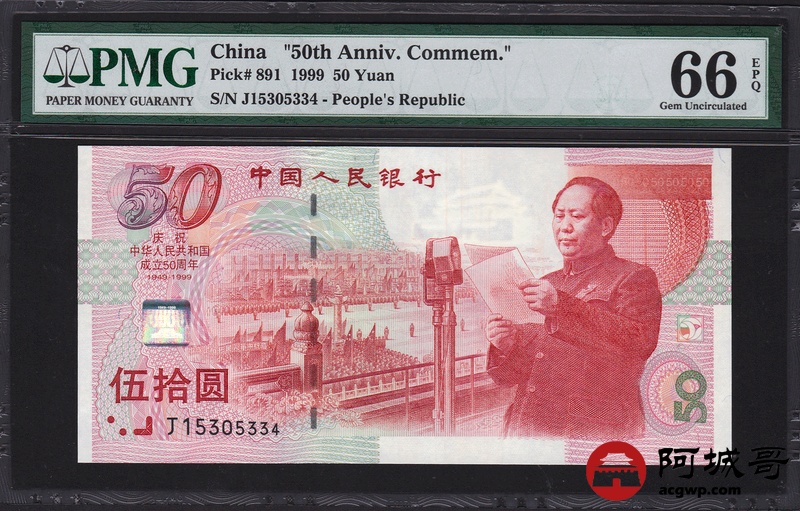 PMG
PAPER MONEY GUARANTY
China "50th Anniv. Commem."
Pick# 891 1999 50 Yuan
S/N J15305334 - People's Republic
66
EPQ
Gem Uncirculated
50
中国人民银行
庆祝
中华人民共和国
成立50周年
1949-1999
伍拾圆
J15305334
50
阿城哥
acgwp.com